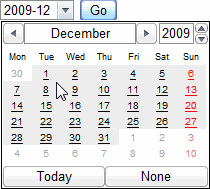 2009-12 Go
December 2009
Mon Tue Wed Thu Fri Sat Sun
30 1 2 3 4 5 6
7 8 9 10 11 12 13
14 15 16 17 18 19 20
21 22 23 24 25 26 27
28 29 30 31 1 2 3
4 5 6 7 8 9 10
Today None